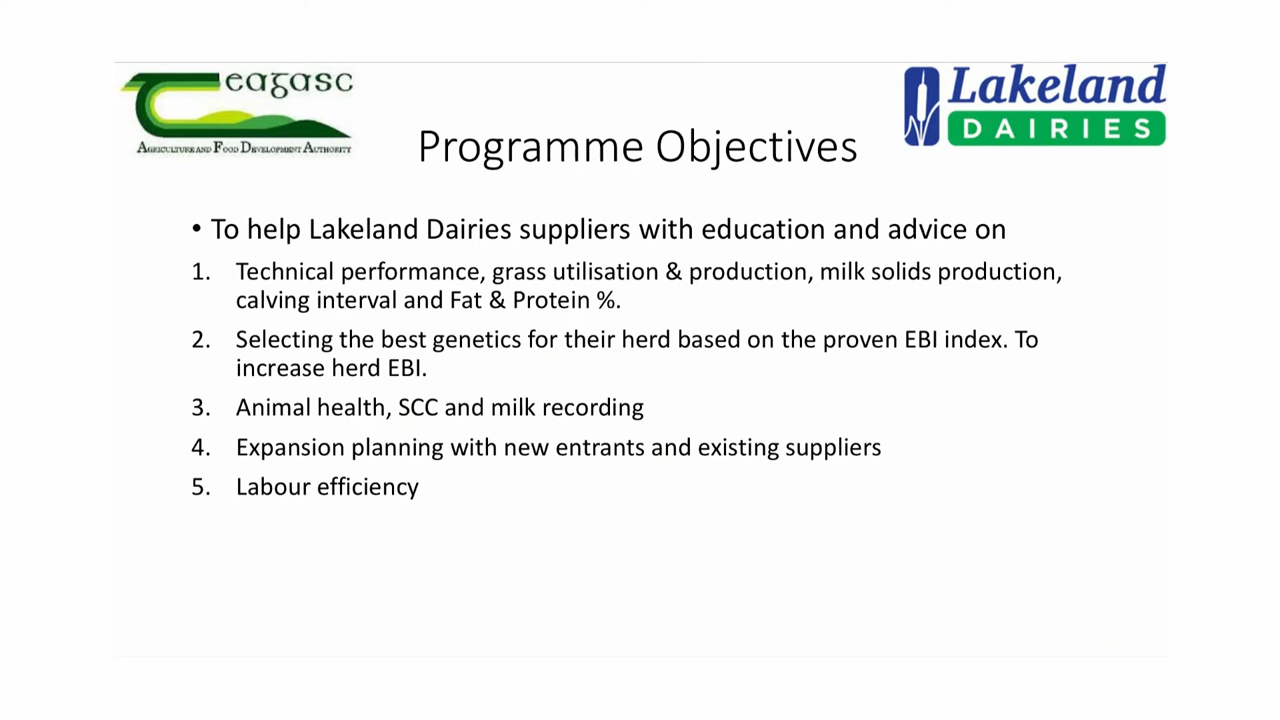 eagasc
AGRICULTURE AND FOOD DEVELOPMENT AUTHORITY
Lakeland
DAIRIES
Programme Objectives
• To help Lakeland Dairies suppliers with education and advice on
1. Technical performance, grass utilisation & production, milk solids production,
calving interval and Fat & Protein %.
2. Selecting the best genetics for their herd based on the proven EBI index. To
increase herd EBI.
3. Animal health, SCC and milk recording
4. Expansion planning with new entrants and existing suppliers
5. Labour efficiency